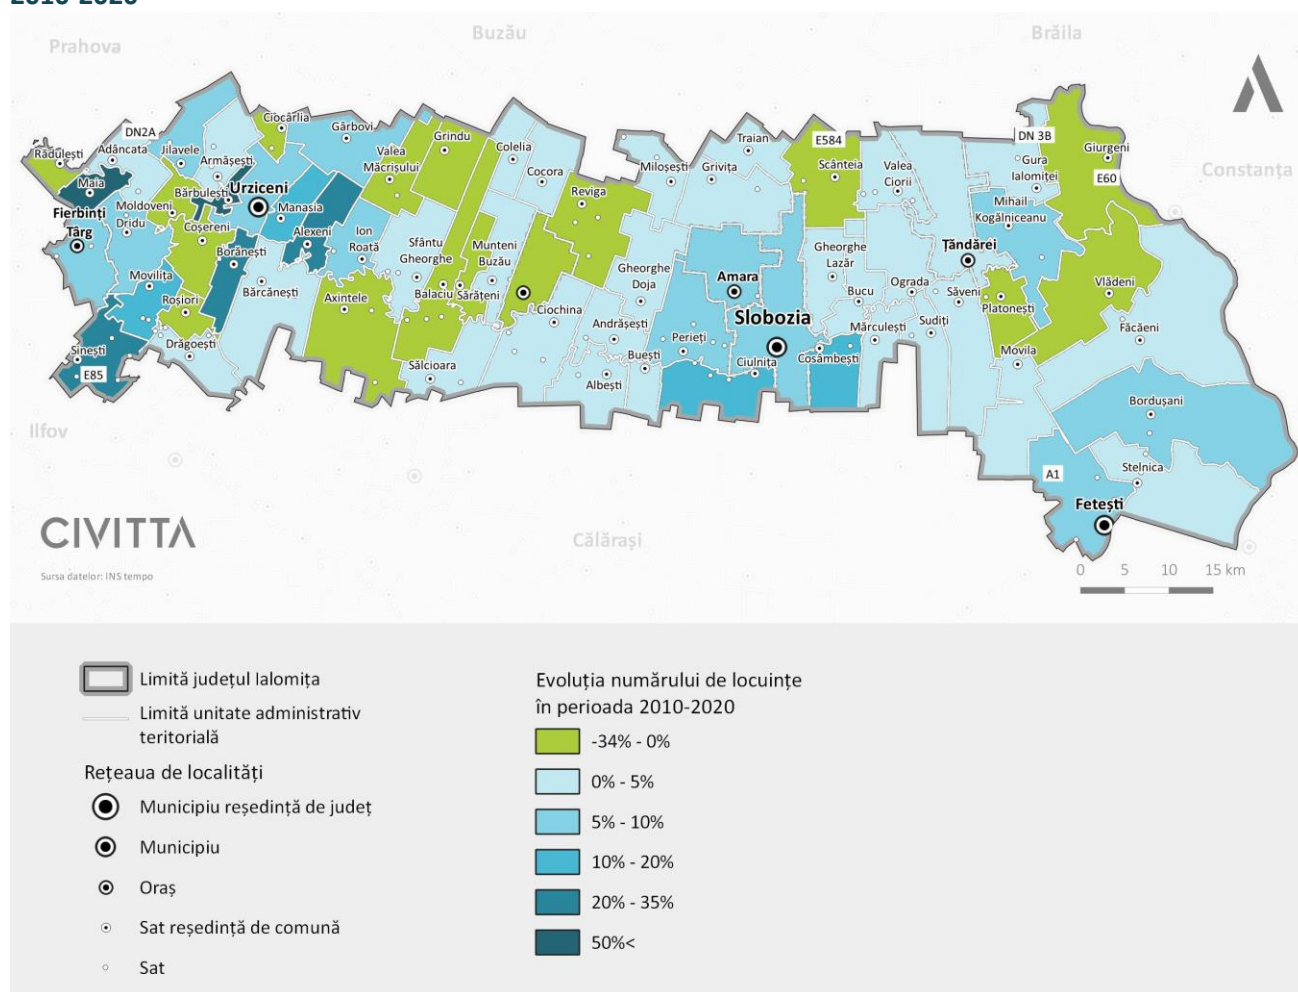 2010-2020
Prahova
Buzău
Brăila
Constanța
Ilfov
Călărași
DN2A
Ciocârlia
Gârbovi
Grindu
Rădulești
Adâncata
Jilavele
Armășești
Valea
Măcrișului
Colelia
Cocora
Reviga
Miloșești
Traian
Grivița
E584
Scânteia
Valea
Ciorii
DN 3B
Gura
Ialomiței
Giurgeni
E60
Maia
Bărbulești
Urziceni
Manasia
Fierbinți
Târg
Moldoveni
Dridu
Coșereni
Alexeni
Ion
Roată
Sfântu
Gheorghe
Munteni
Buzău
Mihail
Kogălniceanu
Țăndărei
Gheorghe
Lazăr
Gheorghe
Doja
Amara
Borănești
Movilița
Bărcănești
Axintele
Balaciu
Sărățeni
Ciochina
Slobozia
Bucu
Ograda
Săveni
Platonești
Vlădeni
Roșiori
Drăgoești
Sinești
E85
Andrășești
Perieți
Mărculești
Sudiți
Făcăeni
Movila
Sălcioara
Buești
Albești
Ciulnița
Cosâmbești
Bordușani
Stelnica
A1
Fetești
CIVITTA
Sursa datelor: INS tempo
0 5 10 15 km
Limită județul Ialomița
Limită unitate administrativ
teritorială
Rețeaua de localități
Municipiu reședință de județ
Municipiu
Oraș
Sat reședință de comună
Sat
Evoluția numărului de locuințe
în perioada 2010-2020
-34% - 0%
0% - 5%
5% - 10%
10% - 20%
20% - 35%
50%<